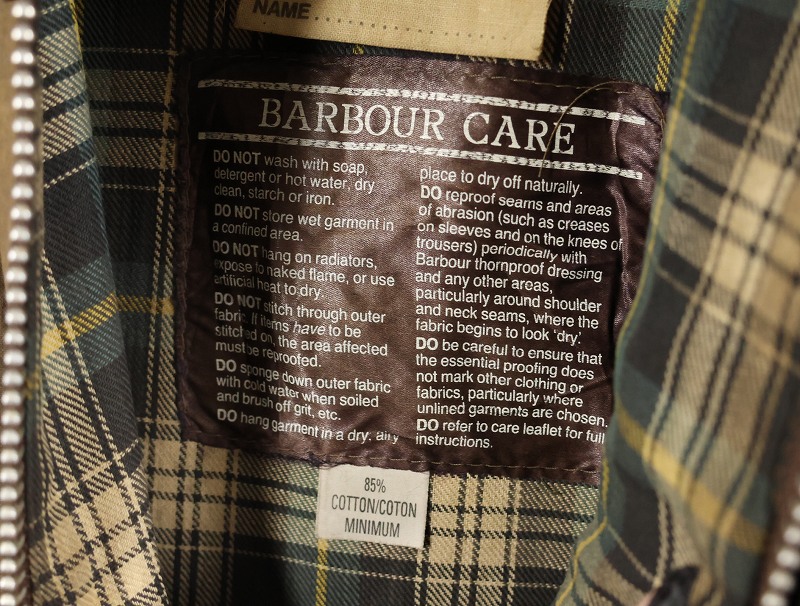 NAME....................
BARBOUR CARE
DO NOT wash with soap,
detergent or hot water, dry
clean, starch or iron.
DO NOT store wet garment in
a confined area.
DO NOT hang on radiators,
expose to naked flame, or use
artificial heat to dry.
DO NOT stitch through outer
fabric. If items have to be
stitched on, the area affected
must be reproofed.
DO sponge down outer fabric
with cold water when soiled
and brush off grit, etc.
DO hang garment in a dry, airy
place to dry off naturally.
DO reproof seams and areas
of abrasion (such as creases
on sleeves and on the knees of
trousers) periodically with
Barbour thornproof dressing
and any other areas,
particularly around shoulder
and neck seams, where the
fabric begins to look 'dry'.
DO be careful to ensure that
the essential proofing does
not mark other clothing or
fabrics, particularly where
unlined garments are chosen.
DO refer to care leaflet for full
instructions.
85%
COTTON/COTON
MINIMUM